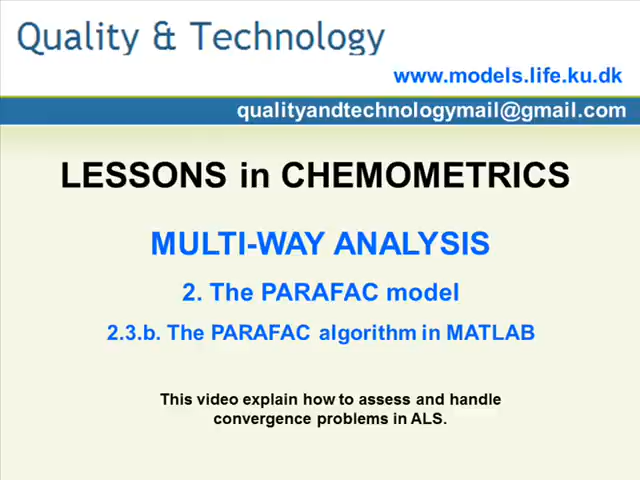 Quality & Technology
www.models.life.ku.dk
qualityandtechnologymail@gmail.com
LESSONS in CHEMOMETRICS
MULTI-WAY ANALYSIS
2. The PARAFAC model
2.3.b. The PARAFAC algorithm in MATLAB
This video explain how to assess and handle
convergence problems in ALS.